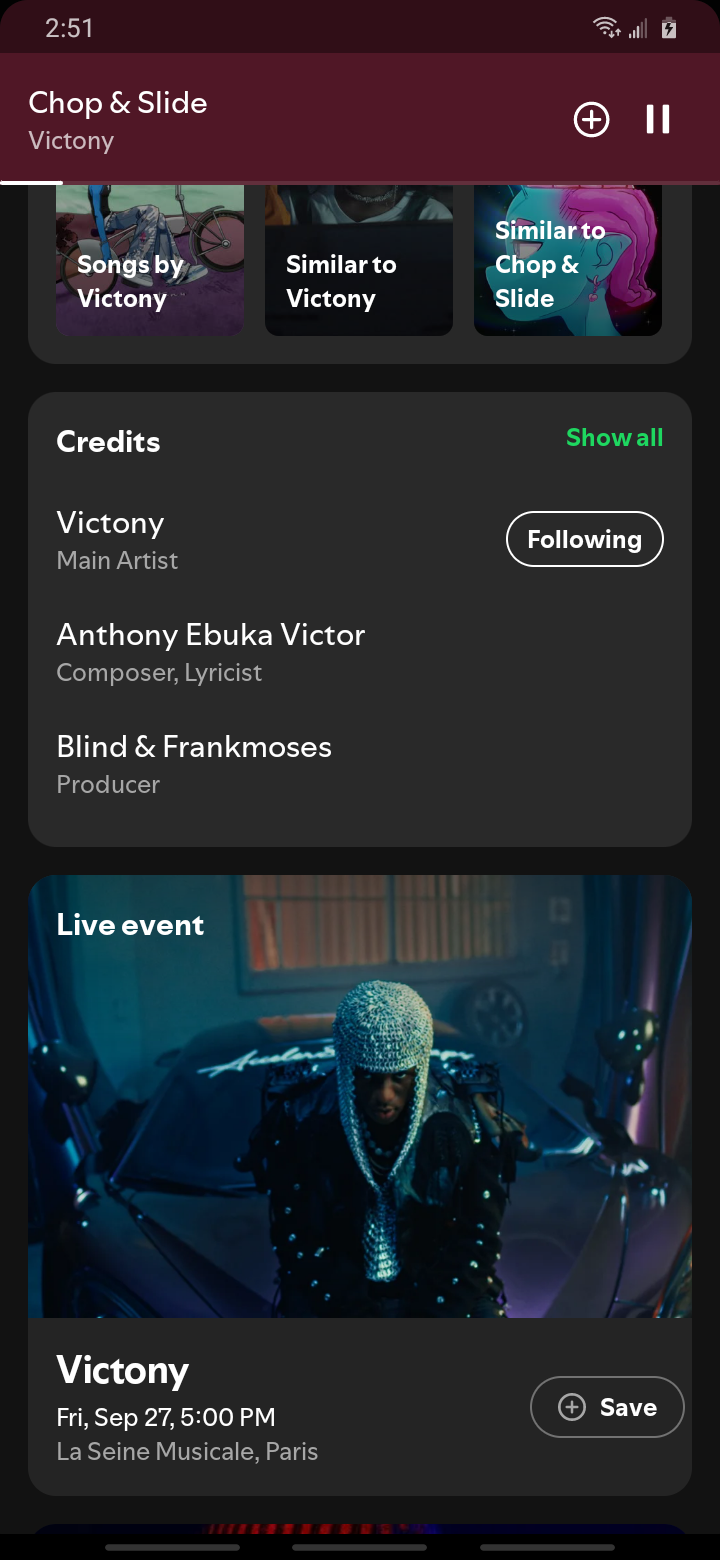 2:51
Chop & Slide
Victony
Songs by
Victony
Similar to
Victony
Similar to
Chop &
Slide
Credits
Show all
Victony
Main Artist
Following
Anthony Ebuka Victor
Composer, Lyricist
Blind & Frankmoses
Producer
Live event
Victony
Fri, Sep 27, 5:00 PM
La Seine Musicale, Paris
Save